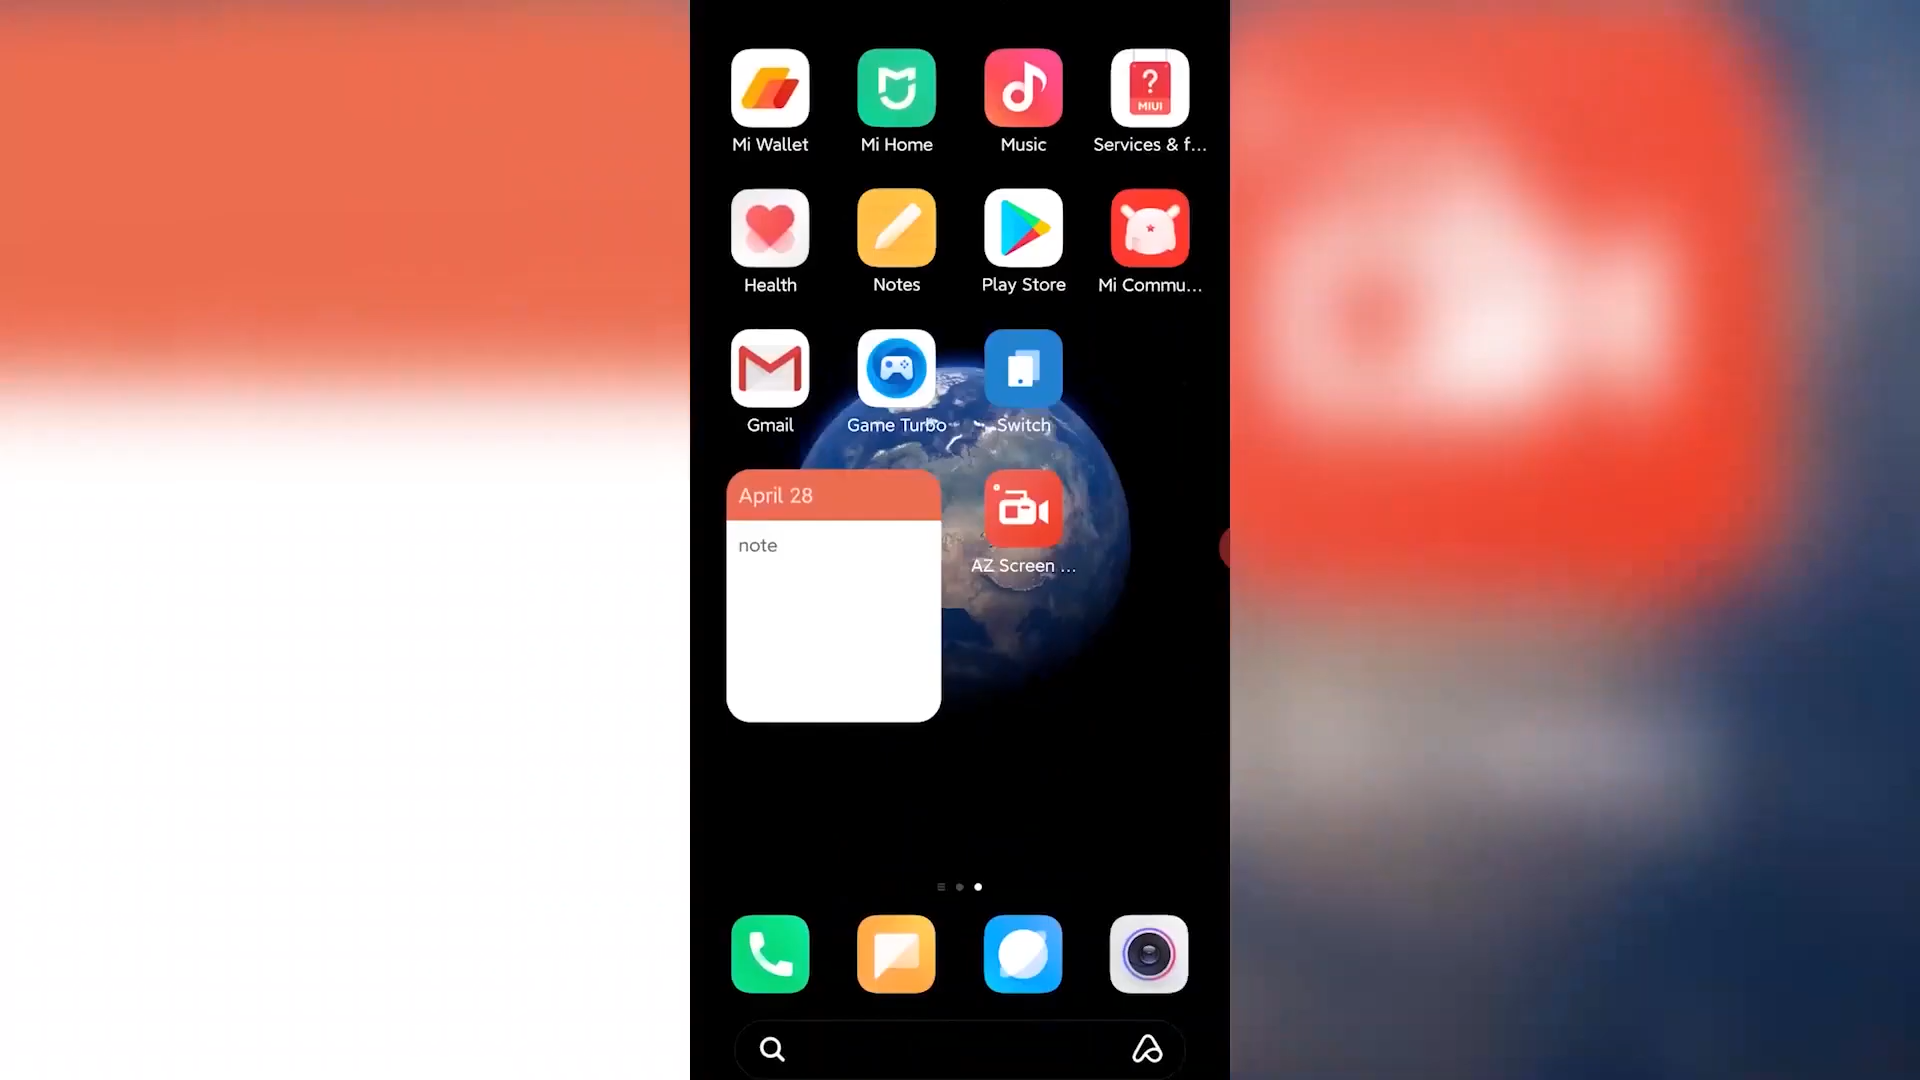 ?
MIUI
Mi Wallet
Mi Home
Music
Services & f...
Health
Notes
Play Store
Mi Commu...
Gmail
Game Turbo
Switch
April 28
note
AZ Screen ...